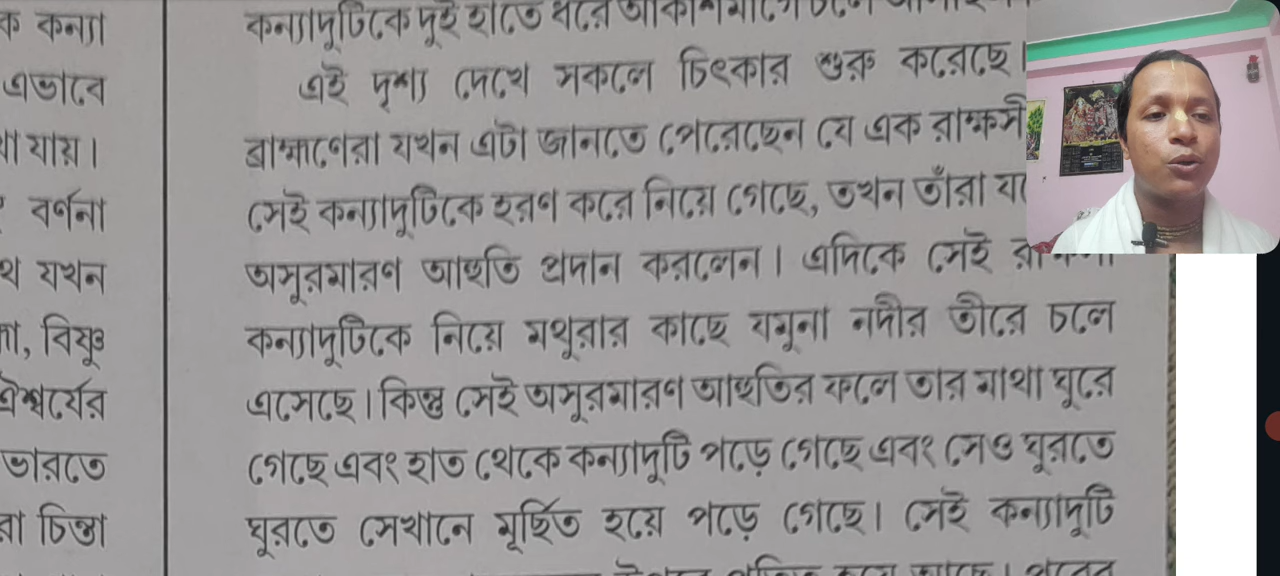 ক কন্যা
এভাবে
যা যায়।
বর্ণনা
থ যখন
বিষ্ণু
ঐশ্বর্যের
ভারতে
রা চিন্তা
কন্যাদুটিকে দুই হাতে ধরে আকাশমার্গে চলে
এই দৃশ্য দেখে সকলে চিৎকার শুরু করেছে।
ব্রাহ্মণেরা যখন এটা জানতে পেরেছেন যে এক রাক্ষসী
সেই কন্যাদুটিকে হরণ করে নিয়ে গেছে, তখন তাঁরা
অসুরমারণ আহুতি প্রদান করলেন। এদিকে সেই
কন্যাদুটিকে নিয়ে মথুরার কাছে যমুনা নদীর তীরে চলে
এসেছে। কিন্তু সেই অসুরমারণ আহুতির ফলে তার মাথা ঘুরে
গেছে এবং হাত থেকে কন্যাদুটি পড়ে গেছে এবং সেও ঘুরতে
ঘুরতে সেখানে মূর্ছিত হয়ে পড়ে গেছে। সেই কন্যাদুটি